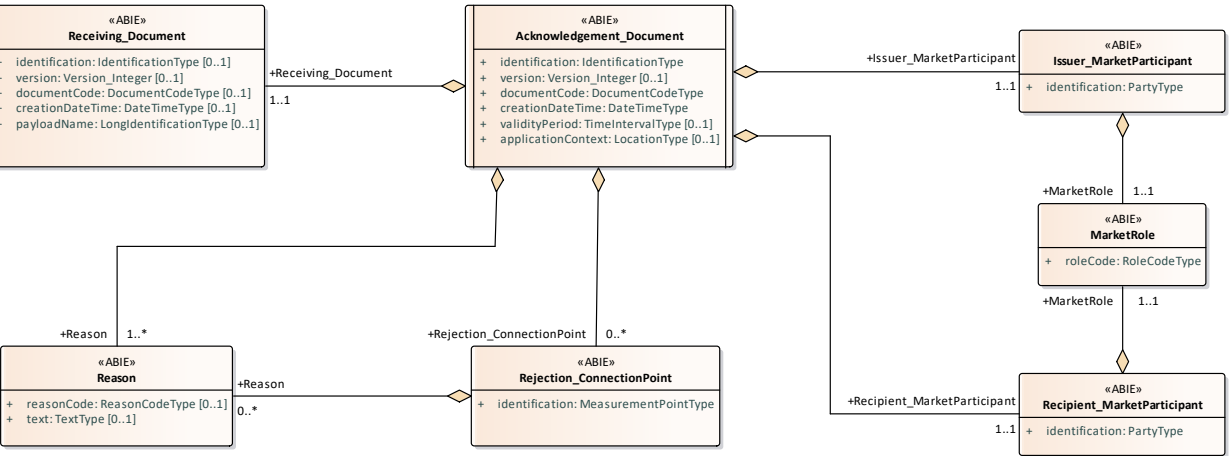 «ABIE»
Receiving_Document
- identification: IdentificationType [0..1]
- version: Version_Integer [0..1]
- documentCode: DocumentCodeType [0..1]
- creationDateTime: DateTimeType [0..1]
- payloadName: LongIdentificationType [0..1]
+Receiving_Document
1..1
«ABIE»
Acknowledgement_Document
+ identification: IdentificationType
+ version: Version_Integer [0..1]
+ documentCode: DocumentCodeType
+ creationDateTime: DateTimeType
+ validityPeriod: TimeIntervalType [0..1]
+ applicationContext: LocationType [0..1]
+Issuer_MarketParticipant
1..1
«ABIE»
Issuer_MarketParticipant
+ identification: PartyType
+MarketRole 1..1
«ABIE»
MarketRole
+ roleCode: RoleCodeType
+MarketRole 1..1
+Reason 1..*
+Rejection_ConnectionPoint 0..*
«ABIE»
Reason
+ reasonCode: ReasonCodeType [0..1]
+ text: TextType [0..1]
+Reason
0..*
«ABIE»
Rejection_ConnectionPoint
+ identification: MeasurementPointType
+Recipient_MarketParticipant
1..1
«ABIE»
Recipient_MarketParticipant
+ identification: PartyType